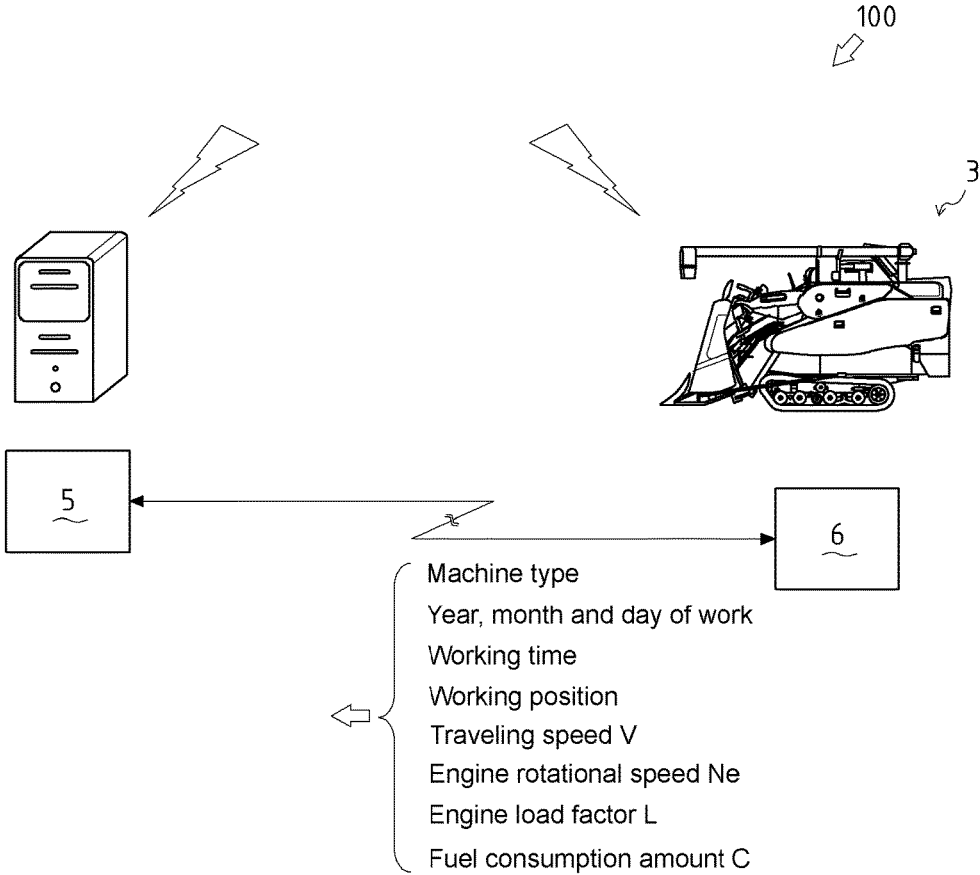 100
3
5
6
Machine type
Year, month and day of work
Working time
Working position
Traveling speed V
Engine rotational speed Ne
Engine load factor L
Fuel consumption amount C